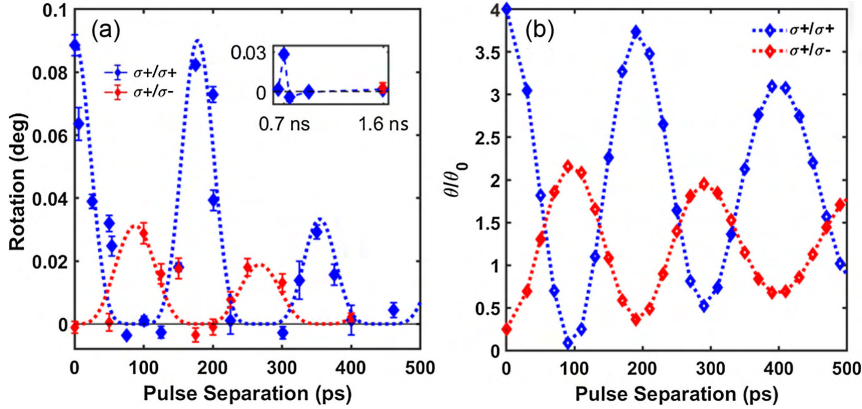 (a)
σ+/σ+
σ+/σ-
0.1
0.08
0.06
0.04
0.02
0
Rotation (deg)
0.03
0
0.7 ns
1.6 ns
0
100
200
300
400
500
Pulse Separation (ps)
(b)
σ+/σ+
σ+/σ-
4
3.5
3
2.5
2
1.5
1
0.5
0
θ/θ0
0
100
200
300
400
500
Pulse Separation (ps)